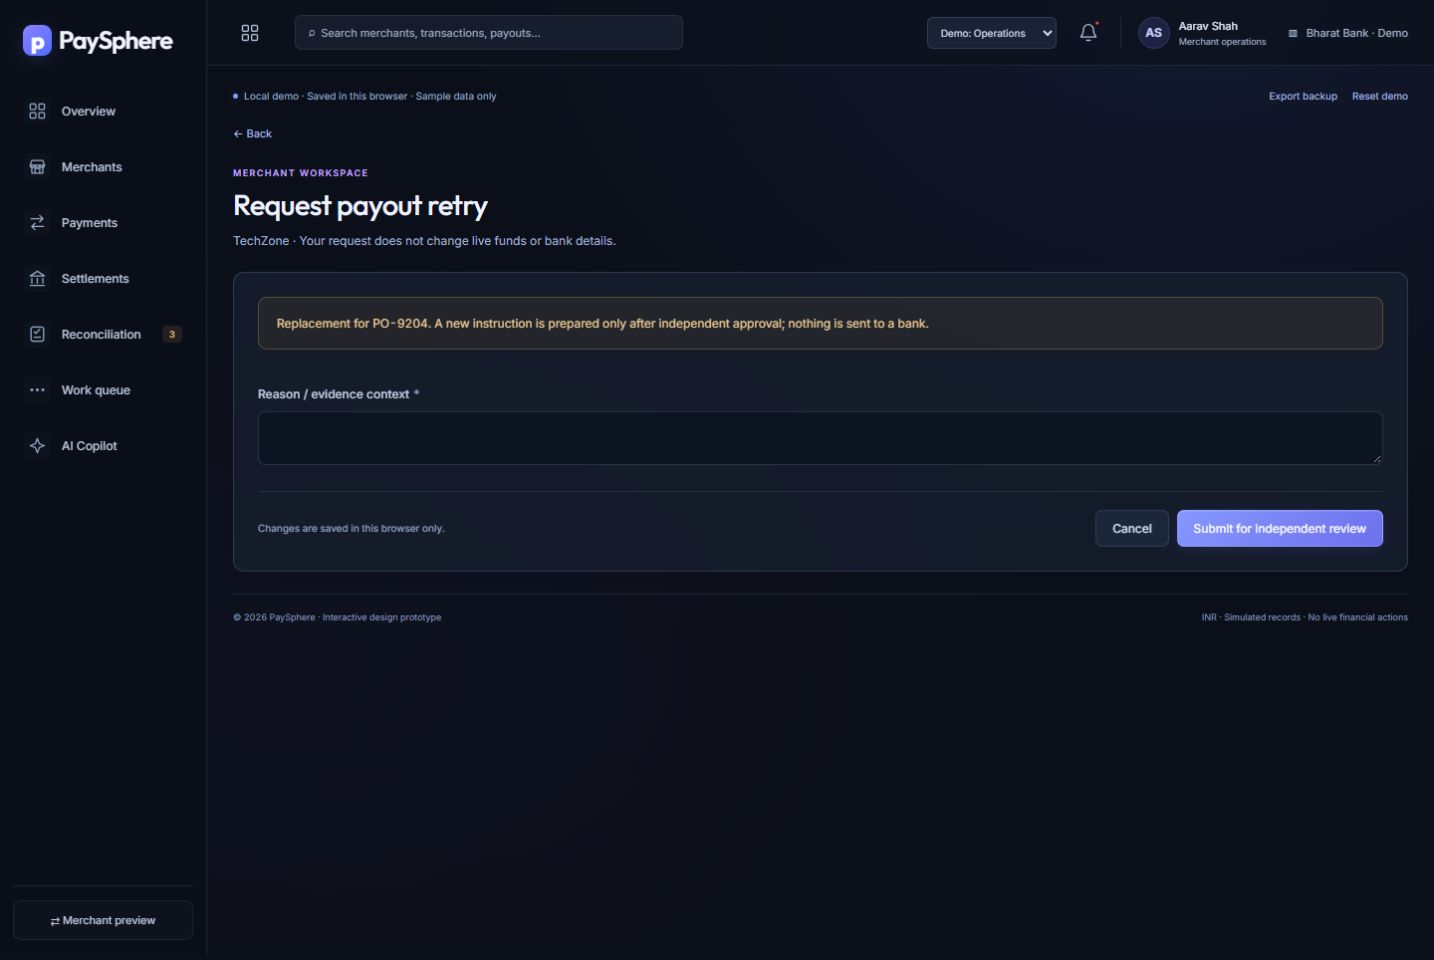 p PaySphere
Search merchants, transactions, payouts...
Demo: Operations
AS
Aarav Shah
Merchant operations
Bharat Bank · Demo
Overview
Merchants
Payments
Settlements
Reconciliation 3
Work queue
AI Copilot
⇄ Merchant preview
Local demo · Saved in this browser · Sample data only
Export backup
Reset demo
← Back
MERCHANT WORKSPACE
Request payout retry
TechZone · Your request does not change live funds or bank details.
Replacement for PO-9204. A new instruction is prepared only after independent approval; nothing is sent to a bank.
Reason / evidence context *
Changes are saved in this browser only.
Cancel
Submit for independent review
© 2026 PaySphere · Interactive design prototype
INR · Simulated records · No live financial actions